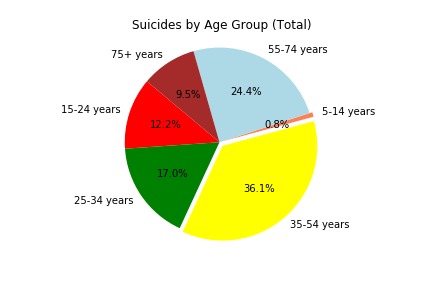 Suicides by Age Group (Total)
55-74 years
75+ years
24.4%
9.5%
5-14 years
0.8%
15-24 years
12.2%
17.0%
36.1%
25-34 years
35-54 years